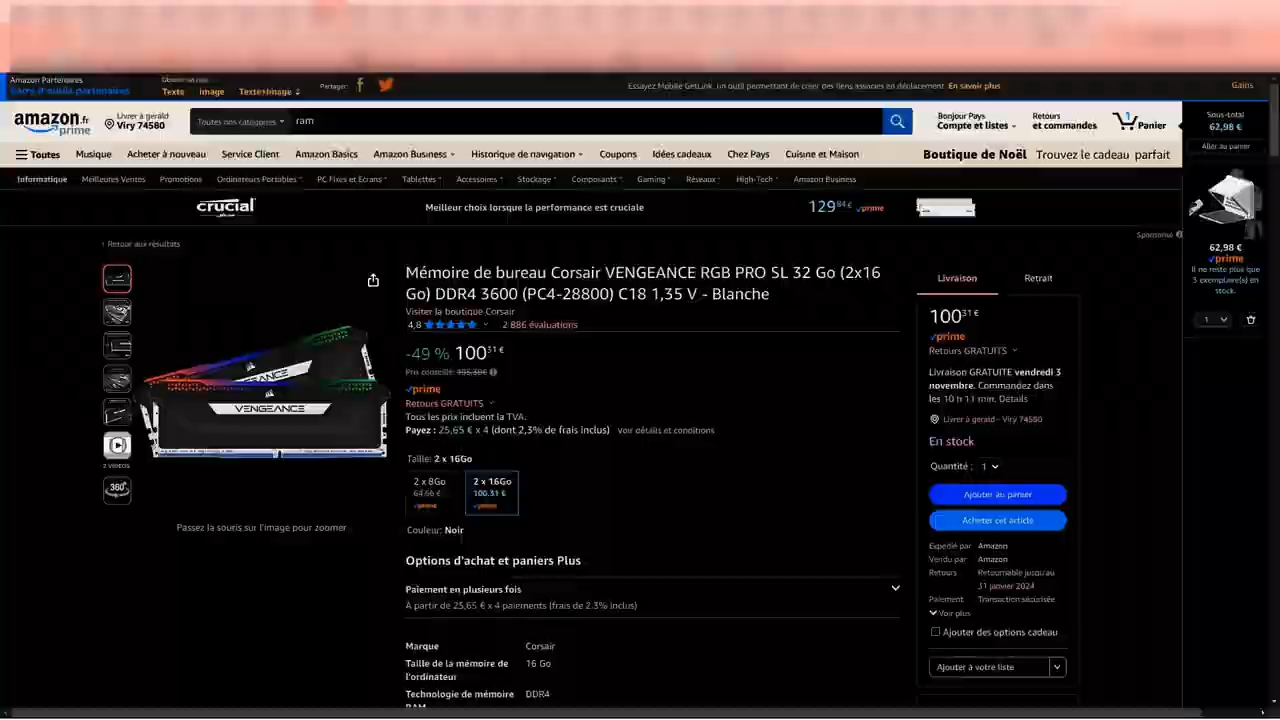 Amazon Partenaires
Barre d'outils partenaires
Texte Image Texte+Image
Partager:
Essayez Mobile GetLink, un outil permettant de créer des liens associés en déplacement. En savoir plus
Gains
amazon.fr
prime
Livrer à gerald
Viry 74580
Toutes nos catégories
ram
Bonjour Pays
Compte et listes
Retours
et commandes
1
Panier
Sous-total
62,98 €
Aller au panier
Toutes
Musique
Acheter à nouveau
Service Client
Amazon Basics
Amazon Business
Historique de navigation
Coupons
Idées cadeaux
Chez Pays
Cuisine et Maison
Boutique de Noël Trouvez le cadeau parfait
Informatique
Meilleures Ventes
Promotions
Ordinateurs Portables
PC Fixes et Ecrans
Tablettes
Accessoires
Stockage
Composants
Gaming
Réseaux
High-Tech
Amazon Business
crucial
Meilleur choix lorsque la performance est cruciale
129,84 €
prime
Sponsorisé
62,98 €
prime
Il ne reste plus que
3 exemplaire(s) en
stock.
1
‹ Retour aux résultats
2 VIDEOS
360°
VENGEANCE
Passez la souris sur l'image pour zoomer
Mémoire de bureau Corsair VENGEANCE RGB PRO SL 32 Go (2x16
Go) DDR4 3600 (PC4-28800) C18 1,35 V - Blanche
Visiter la boutique Corsair
4,8
2 886 évaluations
-49 % 100,31 €
Prix conseillé: 195,38€
prime
Retours GRATUITS
Tous les prix incluent la TVA.
Payez : 25,65 € x 4 (dont 2,3% de frais inclus) Voir détails et conditions
Taille: 2 x 16Go
2 x 8Go
64,66 €
prime
2 x 16Go
100,31 €
prime
Couleur: Noir
Options d'achat et paniers Plus
Paiement en plusieurs fois
À partir de 25,65 € x 4 paiements (frais de 2.3% inclus)
Marque Corsair
Taille de la mémoire de
l'ordinateur
16 Go
Technologie de mémoire
RAM
DDR4
Livraison
Retrait
100,31 €
prime
Retours GRATUITS
Livraison GRATUITE vendredi 3
novembre. Commandez dans
les 10 h 11 min. Détails
Livrer à gerald - Viry 74580
En stock
Quantité : 1
Ajouter au panier
Acheter cet article
Expédié par Amazon
Vendu par Amazon
Retours Retournable jusqu'au
31 janvier 2024
Paiement Transaction sécurisée
Voir plus
Ajouter des options cadeau
Ajouter à votre liste